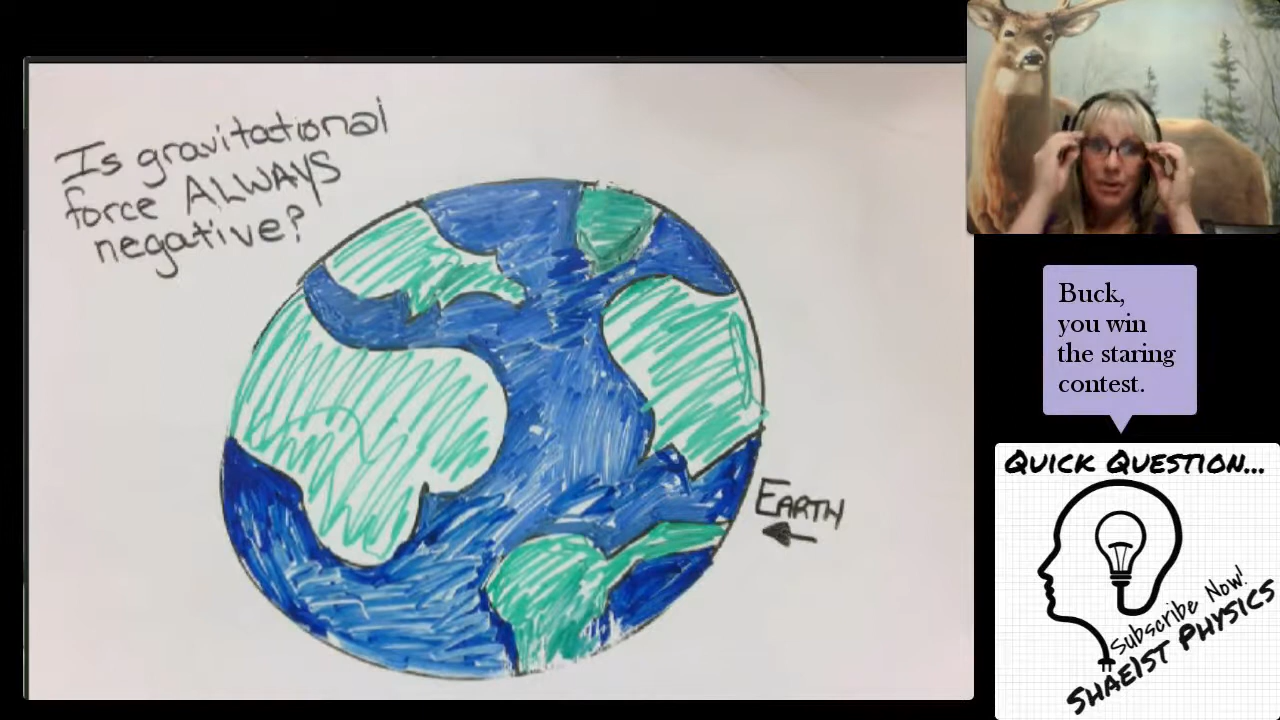 Is gravitational
force ALWAYS
negative?
EARTH
Buck,
you win
the staring
contest.
QUICK QUESTION...
Subscribe Now!
SHAEIST PHYSICS